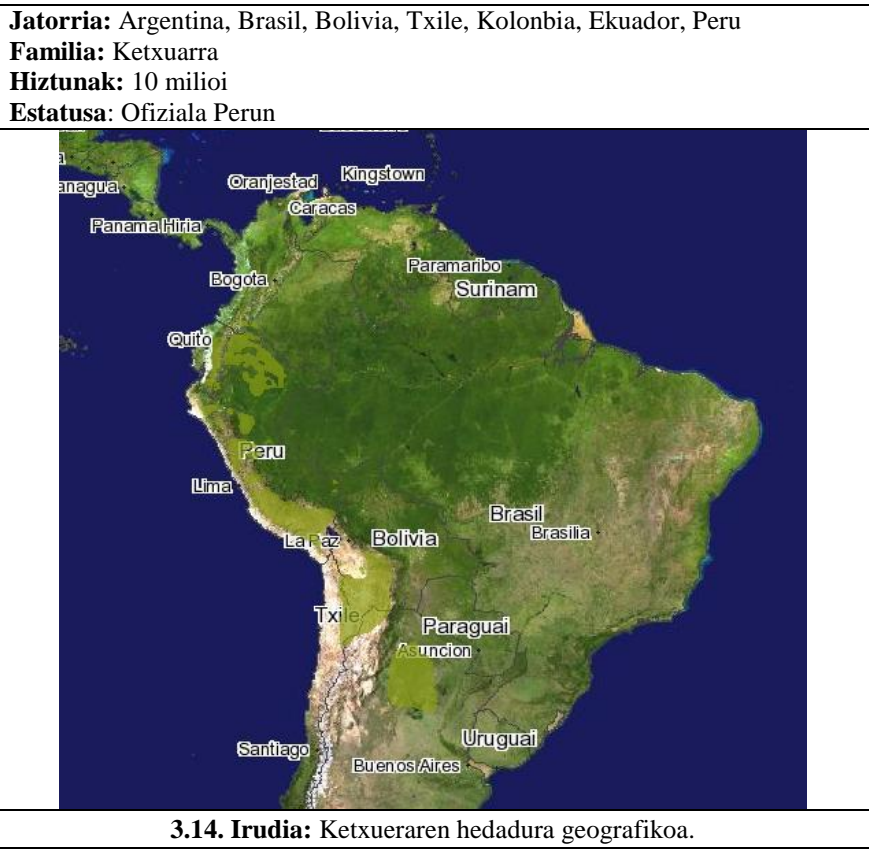 Jatorria: Argentina, Brasil, Bolivia, Txile, Kolonbia, Ekuador, Peru
Familia: Ketxuarra
Hiztunak: 10 milioi
Estatusa: Ofiziala Perun
Oranjestad
Kingstown
anagua
Caracas
Panama Hiria
Bogota
Paramaribo
Surinam
Quito
Peru
Lima
Brasil
Brasilia
La Paz
Bolivia
Txile
Paraguai
Asuncion
Uruguai
Santiago
Buenos Aires
3.14. Irudia: Ketxueraren hedadura geografikoa.